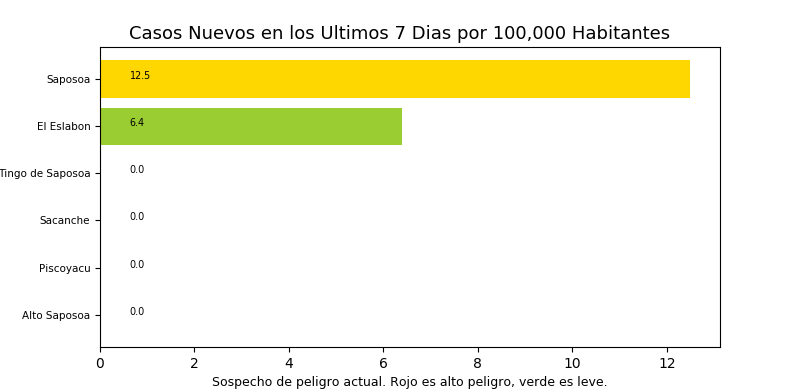 Casos Nuevos en los Ultimos 7 Dias por 100,000 Habitantes
Saposoa 12.5
El Eslabon 6.4
Tingo de Saposoa 0.0
Sacanche 0.0
Piscoyacu 0.0
Alto Saposoa 0.0
0 2 4 6 8 10 12
Sospecho de peligro actual. Rojo es alto peligro, verde es leve.